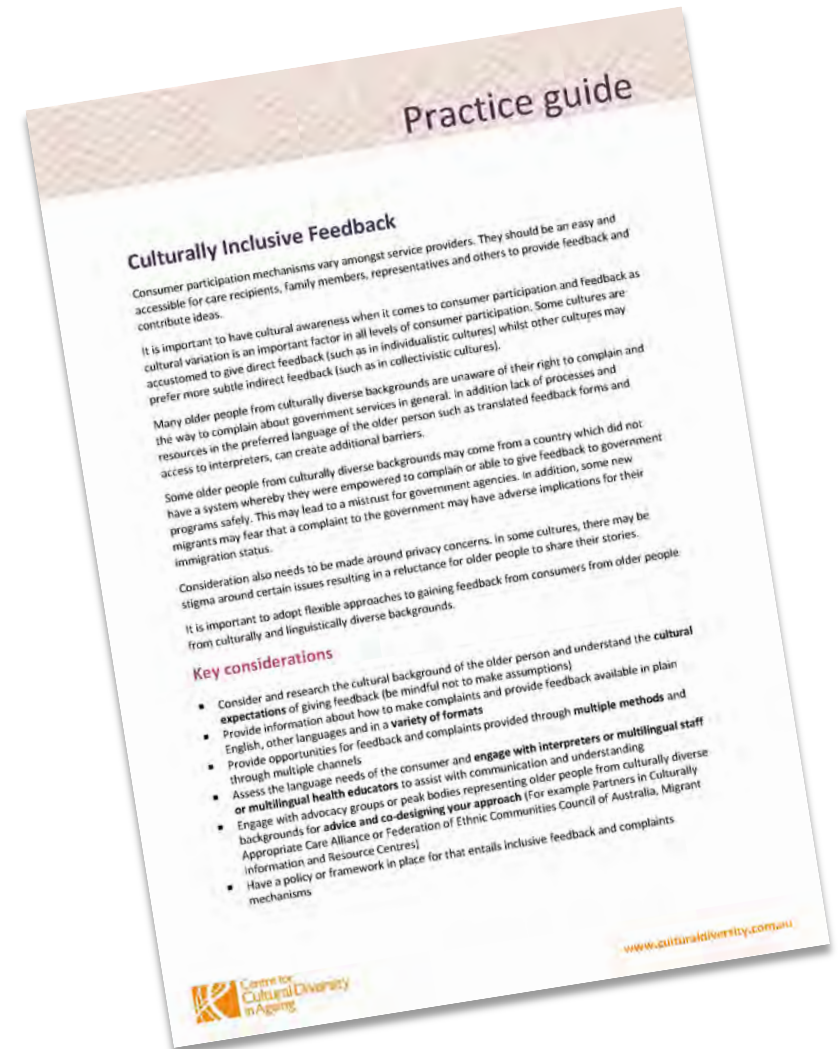 Practice guide
Culturally Inclusive Feedback
Consumer participation mechanisms vary amongst service providers. They should be an easy and
accessible for care recipients, family members, representatives and others to provide feedback and
contribute ideas.
It is important to have cultural awareness when it comes to consumer participation and feedback as
cultural variation is an important factor in all levels of consumer participation. Some cultures are
accustomed to give direct feedback (such as in individualistic cultures) whilst other cultures may
prefer more subtle indirect feedback (such as in collectivistic cultures).
Many older people from culturally diverse backgrounds are unaware of their right to complain and
the way to complain about government services in general. In addition lack of processes and
resources in the preferred language of the older person such as translated feedback forms and
access to interpreters, can create additional barriers.
Some older people from culturally diverse backgrounds may come from a country which did not
have a system whereby they were empowered to complain or able to give feedback to government
programs safely. This may lead to a mistrust for government agencies. In addition, some new
migrants may fear that a complaint to the government may have adverse implications for their
immigration status.
Consideration also needs to be made around privacy concerns. In some cultures, there may be
stigma around certain issues resulting in a reluctance for older people to share their stories.
It is important to adopt flexible approaches to gaining feedback from consumers from older people
from culturally and linguistically diverse backgrounds.
Key considerations
▪ Consider and research the cultural background of the older person and understand the cultural
expectations of giving feedback (be mindful not to make assumptions)
▪ Provide information about how to make complaints and provide feedback available in plain
English, other languages and in a variety of formats
▪ Provide opportunities for feedback and complaints provided through multiple methods and
through multiple channels
▪ Assess the language needs of the consumer and engage with interpreters or multilingual staff
or multilingual health educators to assist with communication and understanding
▪ Engage with advocacy groups or peak bodies representing older people from culturally diverse
backgrounds for advice and co-designing your approach (For example Partners in Culturally
Appropriate Care Alliance or Federation of Ethnic Communities Council of Australia, Migrant
Information and Resource Centres)
▪ Have a policy or framework in place for that entails inclusive feedback and complaints
mechanisms
www.culturaldiversity.com.au
Centre for
Cultural Diversity
in Ageing